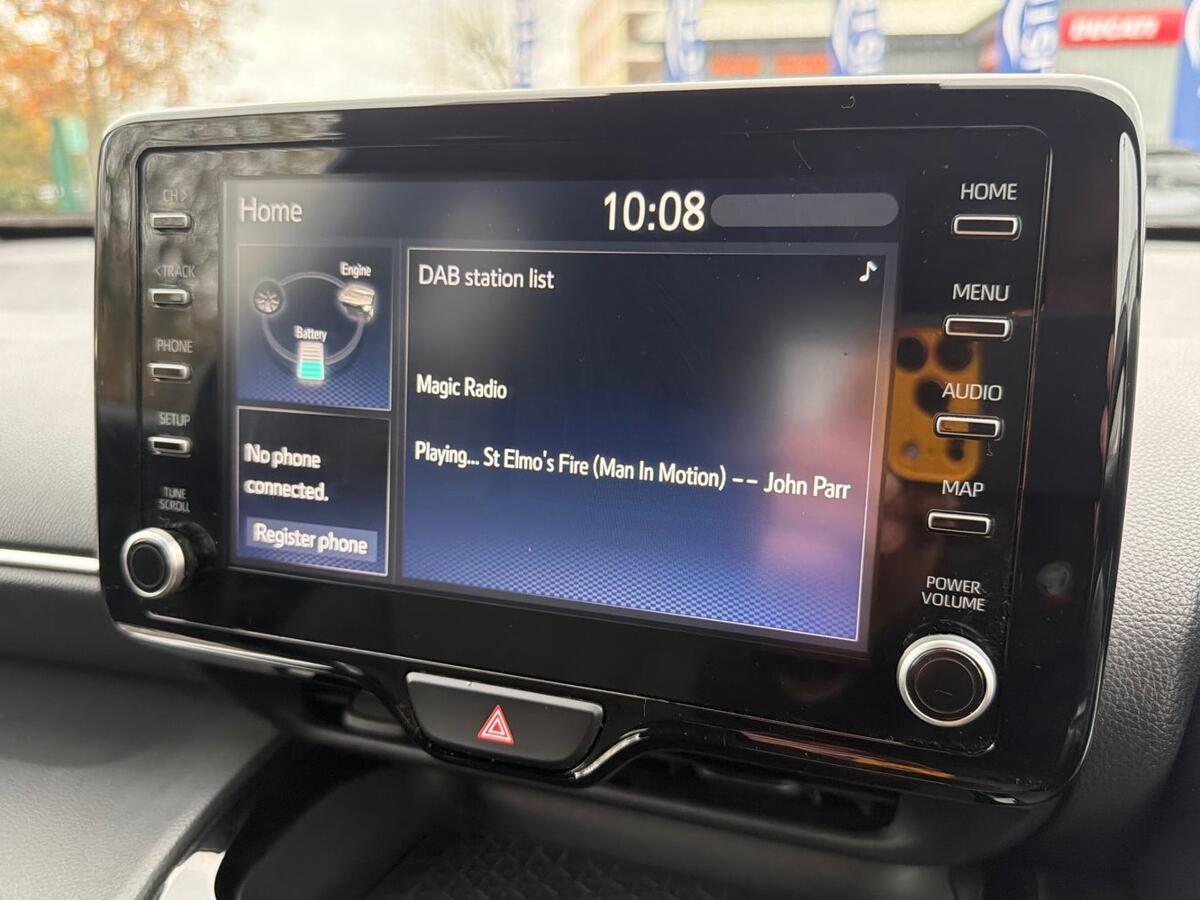 DUCATI
CH>
<TRACK
PHONE
SETUP
TUNE
SCROLL
Home
10:08
Engine
Battery
No phone
connected.
Register phone
DAB station list
Magic Radio
Playing... St Elmo's Fire (Man In Motion) -- John Parr
HOME
MENU
AUDIO
MAP
POWER
VOLUME